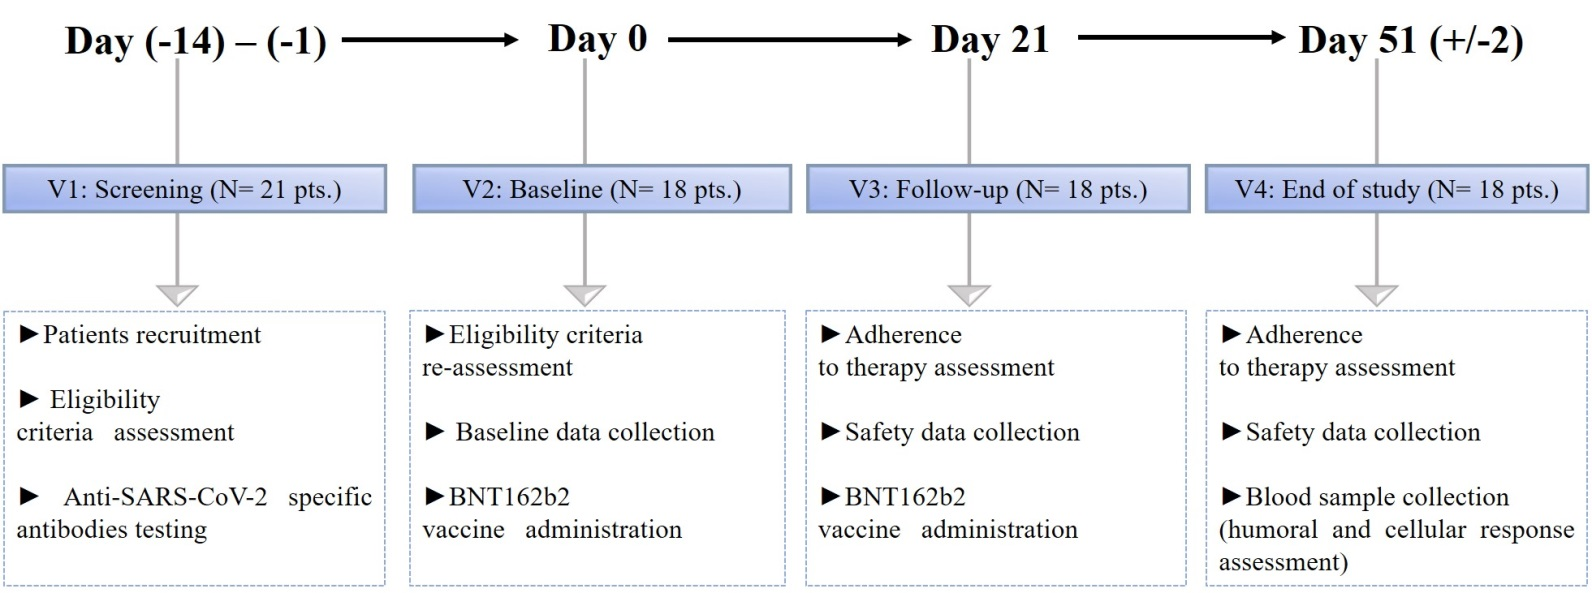 Day (-14) – (-1)
Day 0
Day 21
Day 51 (+/-2)
V1: Screening (N= 21 pts.)
V2: Baseline (N= 18 pts.)
V3: Follow-up (N= 18 pts.)
V4: End of study (N= 18 pts.)
►Patients recruitment
► Eligibility
criteria assessment
► Anti-SARS-CoV-2 specific
antibodies testing
►Eligibility criteria
re-assessment
► Baseline data collection
►BNT162b2
vaccine administration
►Adherence
to therapy assessment
►Safety data collection
►BNT162b2
vaccine administration
►Adherence
to therapy assessment
►Safety data collection
►Blood sample collection
(humoral and cellular response
assessment)